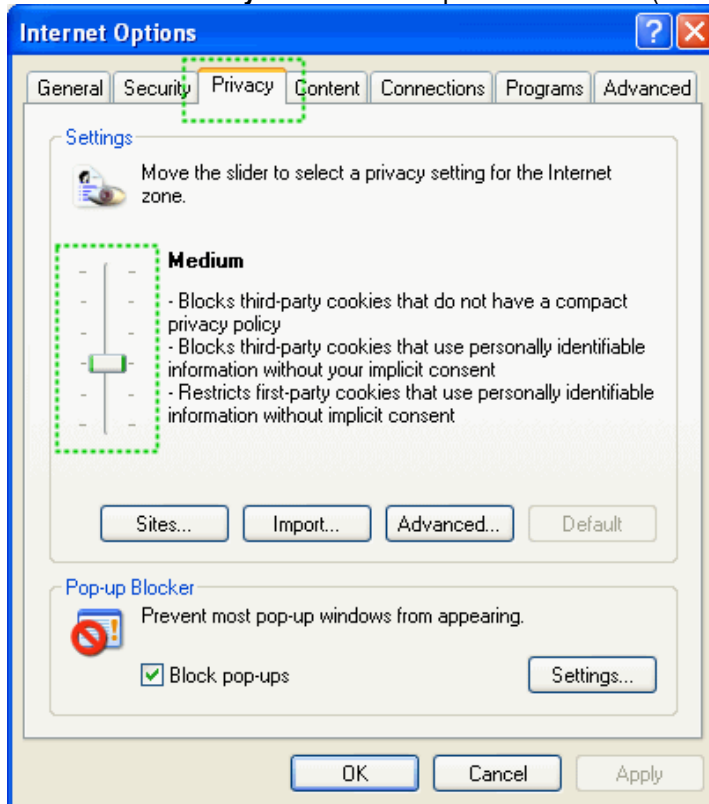 Internet Options
General Security Privacy Content Connections Programs Advanced
Settings
Move the slider to select a privacy setting for the Internet
zone.
Medium
- Blocks third-party cookies that do not have a compact
privacy policy
- Blocks third-party cookies that use personally identifiable
information without your implicit consent
- Restricts first-party cookies that use personally identifiable
information without implicit consent
Sites... Import... Advanced... Default
Pop-up Blocker
Prevent most pop-up windows from appearing.
Block pop-ups Settings...
OK Cancel Apply